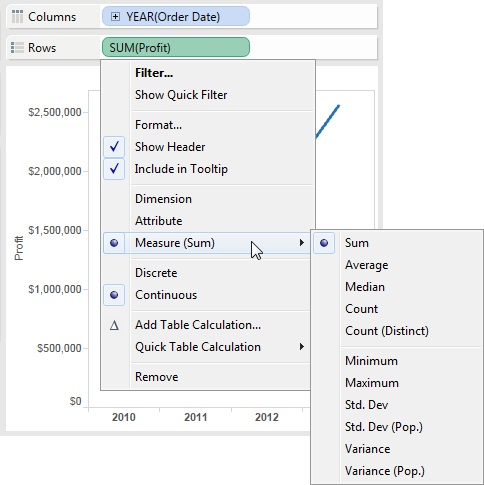 Columns YEAR(Order Date)
Rows SUM(Profit)
Filter...
Show Quick Filter
Format...
Show Header
Include in Tooltip
Dimension
Attribute
Measure (Sum)
Discrete
Continuous
Add Table Calculation...
Quick Table Calculation
Remove
Sum
Average
Median
Count
Count (Distinct)
Minimum
Maximum
Std. Dev
Std. Dev (Pop.)
Variance
Variance (Pop.)
Profit
$2,500,000
$2,000,000
$1,500,000
$1,000,000
$500,000
$0
2010 2011 2012